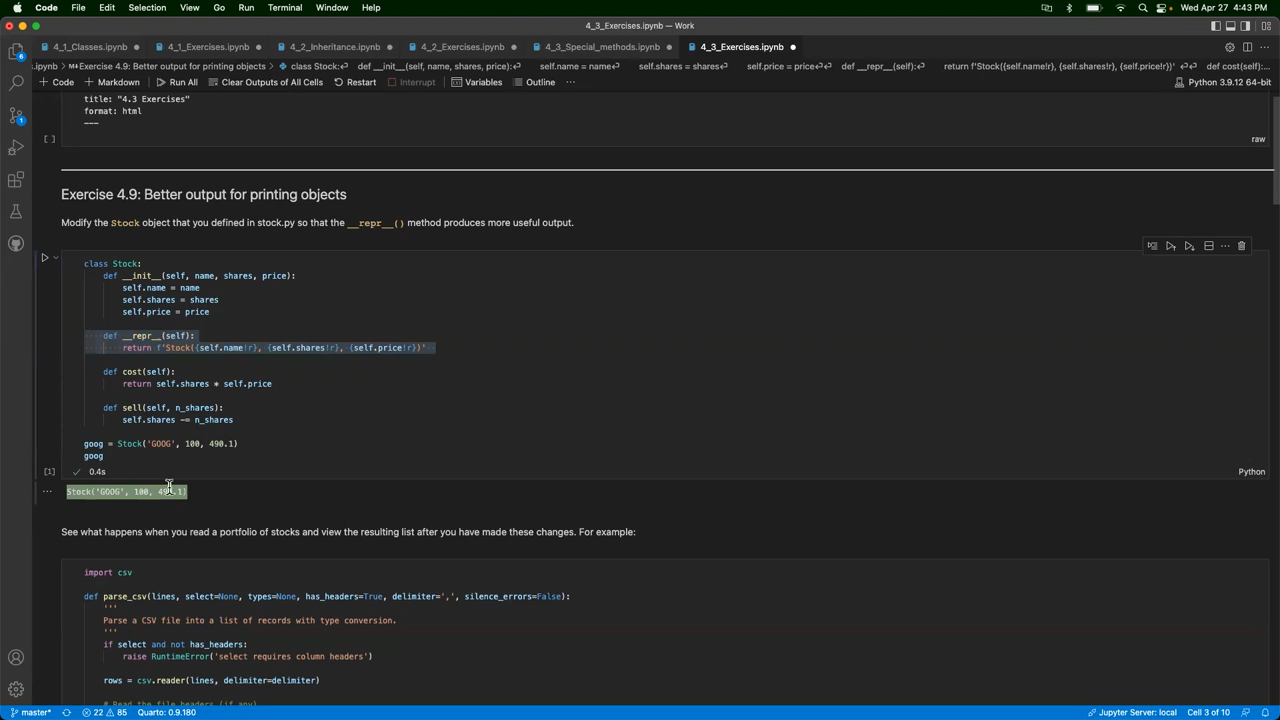 Code File Edit Selection View Go Run Terminal Window Help Wed Apr 27 4:43 PM
4_3_Exercises.ipynb — Work
4_1_Classes.ipynb 4_1_Exercises.ipynb 4_2_Inheritance.ipynb 4_2_Exercises.ipynb 4_3_Special_methods.ipynb 4_3_Exercises.ipynb
.ipynb > M↓Exercise 4.9: Better output for printing objects > class Stock:↵ def __init__(self, name, shares, price):↵ self.name = name↵ self.shares = shares↵ self.price = price↵ def __repr__(self):↵ return f'Stock({self.name!r}, {self.shares!r}, {self.price!r})' ↵↵ def cost(self):↵...
+ Code + Markdown Run All Clear Outputs of All Cells Restart Interrupt Variables Outline ... Python 3.9.12 64-bit
title: "4.3 Exercises"
format: html
---
[ ] raw
Exercise 4.9: Better output for printing objects
Modify the Stock object that you defined in stock.py so that the __repr__() method produces more useful output.
class Stock:
def __init__(self, name, shares, price):
self.name = name
self.shares = shares
self.price = price
def __repr__(self):
return f'Stock({self.name!r}, {self.shares!r}, {self.price!r})'
def cost(self):
return self.shares * self.price
def sell(self, n_shares):
self.shares -= n_shares
goog = Stock('GOOG', 100, 490.1)
goog
[1] ✓ 0.4s Python
... Stock('GOOG', 100, 490.1)
See what happens when you read a portfolio of stocks and view the resulting list after you have made these changes. For example:
import csv
def parse_csv(lines, select=None, types=None, has_headers=True, delimiter=',', silence_errors=False):
'''
Parse a CSV file into a list of records with type conversion.
'''
if select and not has_headers:
raise RuntimeError('select requires column headers')
rows = csv.reader(lines, delimiter=delimiter)
# Read the file headers (if any)
6
1
master* 22 85 Quarto: 0.9.180 Jupyter Server: local Cell 3 of 10